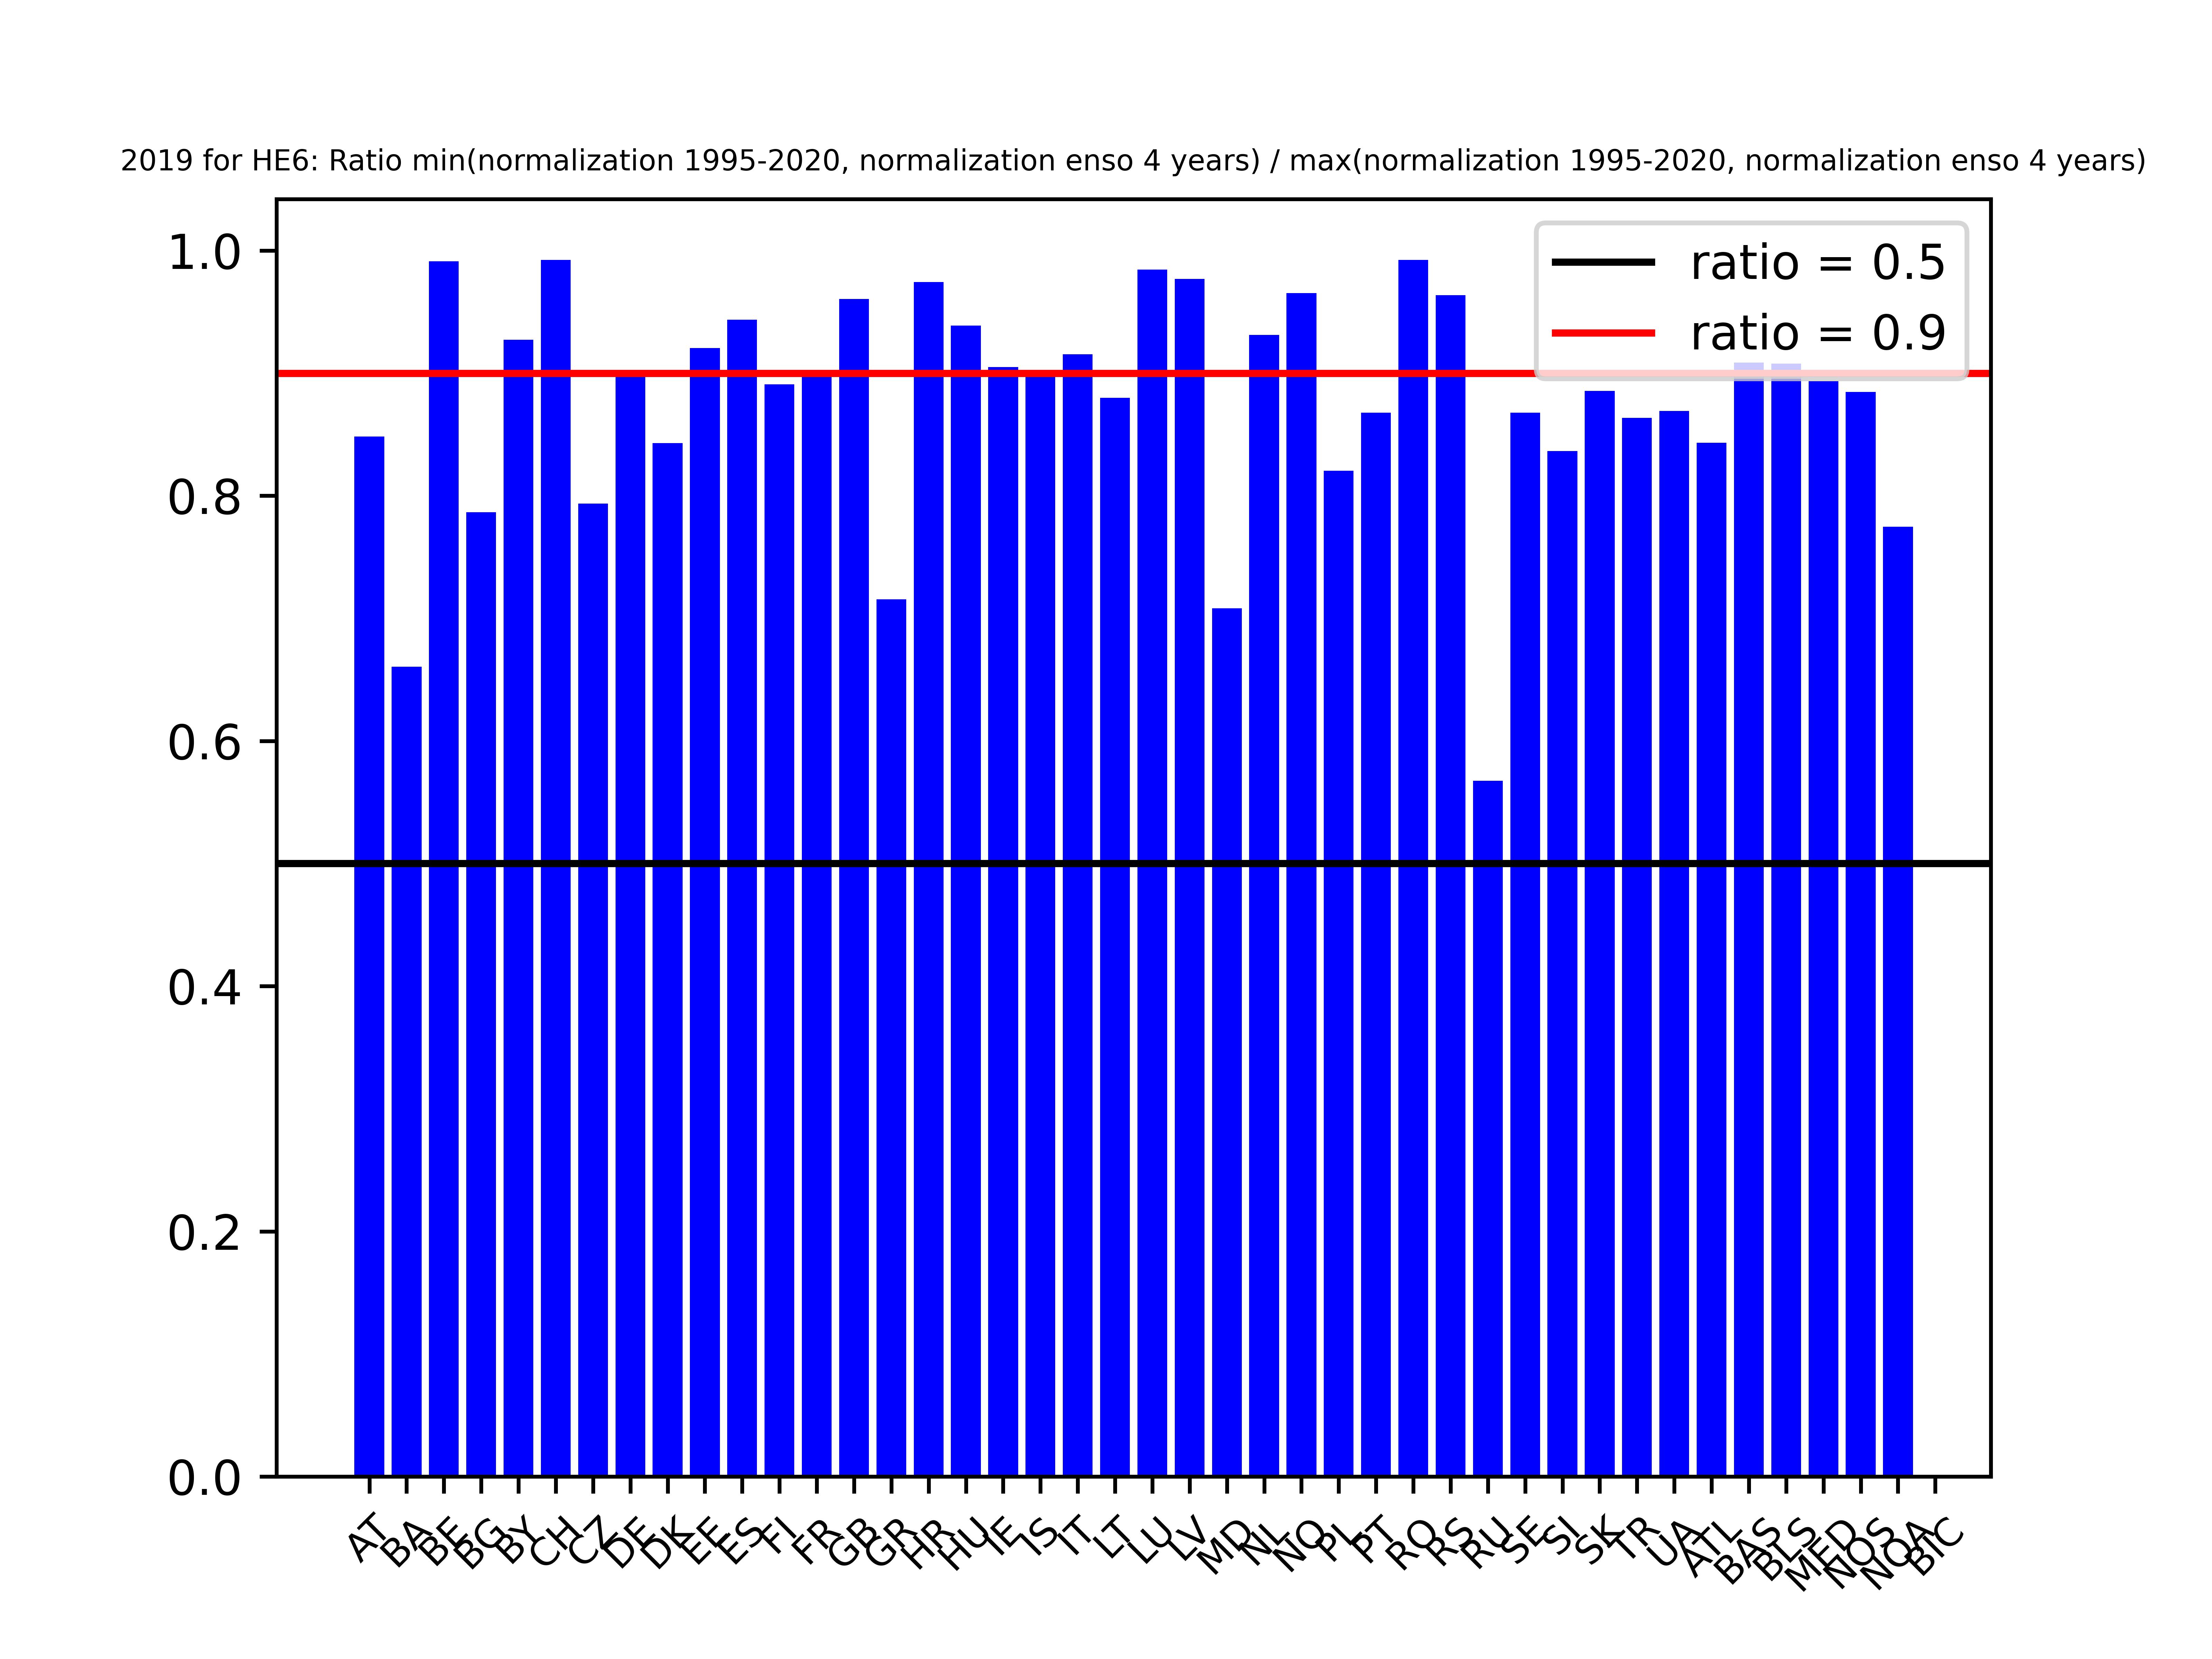 2019 for HE6: Ratio min(normalization 1995-2020, normalization enso 4 years) / max(normalization 1995-2020, normalization enso 4 years)
ratio = 0.5
ratio = 0.9
1.0
0.8
0.6
0.4
0.2
0.0
AT BA BE BG BY CH CZ DE DK EE ES FI FR GB GR HR HU IE IS IT LT LU LV MD NL NO PL PT RO RS RU SE SI SK TR UA ATL BAS BLS MED NOS NOA BIC